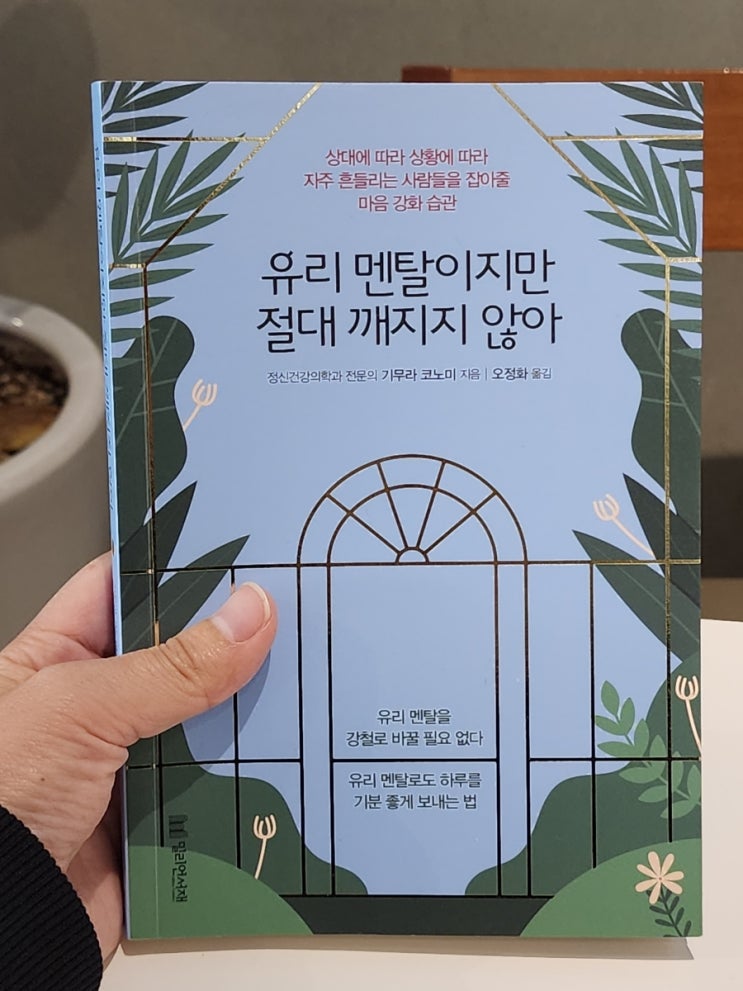 상대에 따라 상황에 따라
자주 흔들리는 사람들을 잡아줄
마음 강화 습관
유리 멘탈이지만
절대 깨지지 않아
정신건강의학과 전문의 기무라 코노미 지음 | 오정화 옮김
유리 멘탈을
강철로 바꿀 필요 없다
유리 멘탈로도 하루를
기분 좋게 보내는 법
밀리언서재